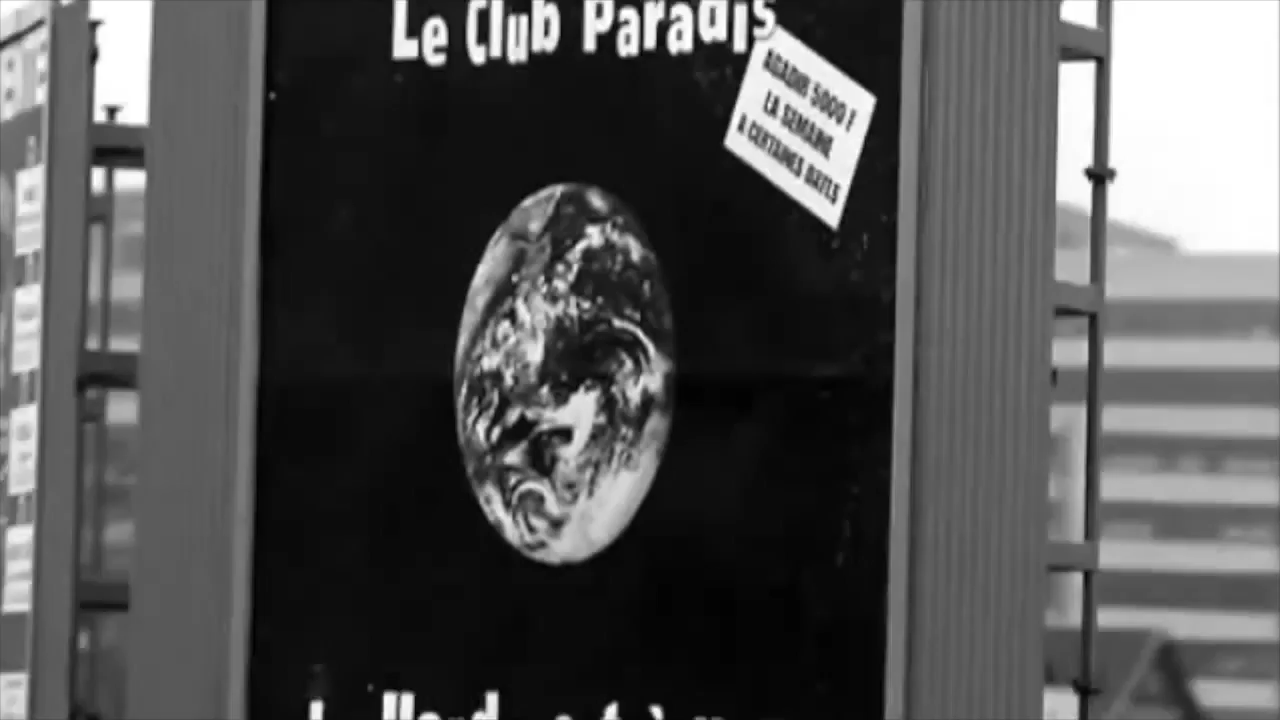 Le Club Paradis
AGADIR 5000 F
LA SEMAINE
A CERTAINES DATES